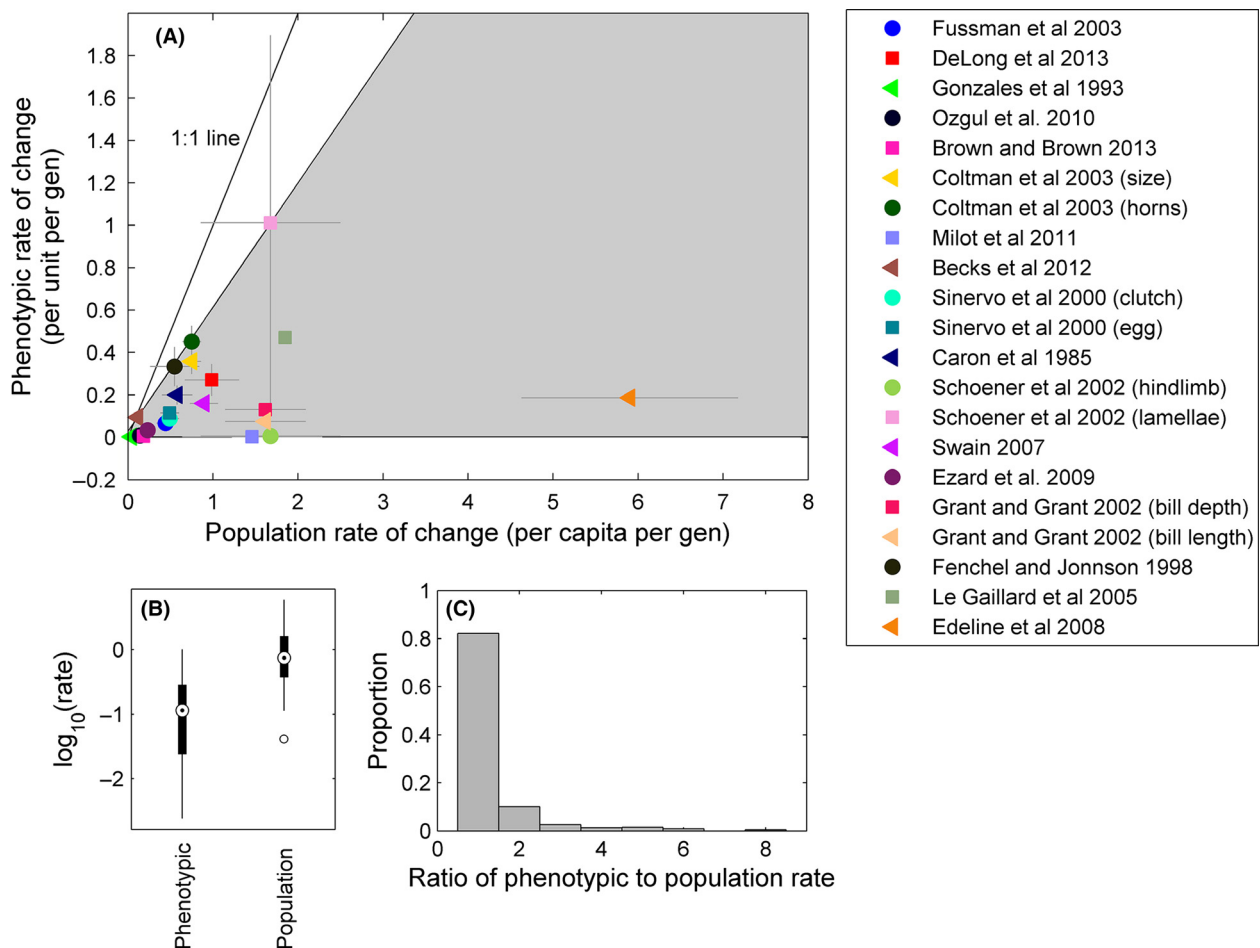 (A)
1.8
1.6
1.4
1.2
1
0.8
0.6
0.4
0.2
0
–0.2
0 1 2 3 4 5 6 7 8
1:1 line
Phenotypic rate of change
(per unit per gen)
Population rate of change (per capita per gen)
Fussman et al 2003
DeLong et al 2013
Gonzales et al 1993
Ozgul et al. 2010
Brown and Brown 2013
Coltman et al 2003 (size)
Coltman et al 2003 (horns)
Milot et al 2011
Becks et al 2012
Sinervo et al 2000 (clutch)
Sinervo et al 2000 (egg)
Caron et al 1985
Schoener et al 2002 (hindlimb)
Schoener et al 2002 (lamellae)
Swain 2007
Ezard et al. 2009
Grant and Grant 2002 (bill depth)
Grant and Grant 2002 (bill length)
Fenchel and Jonnson 1998
Le Gaillard et al 2005
Edeline et al 2008
(B)
0
–1
–2
log10(rate)
Phenotypic
Population
(C)
1
0.8
0.6
0.4
0.2
0
0 2 4 6 8
Proportion
Ratio of phenotypic to population rate